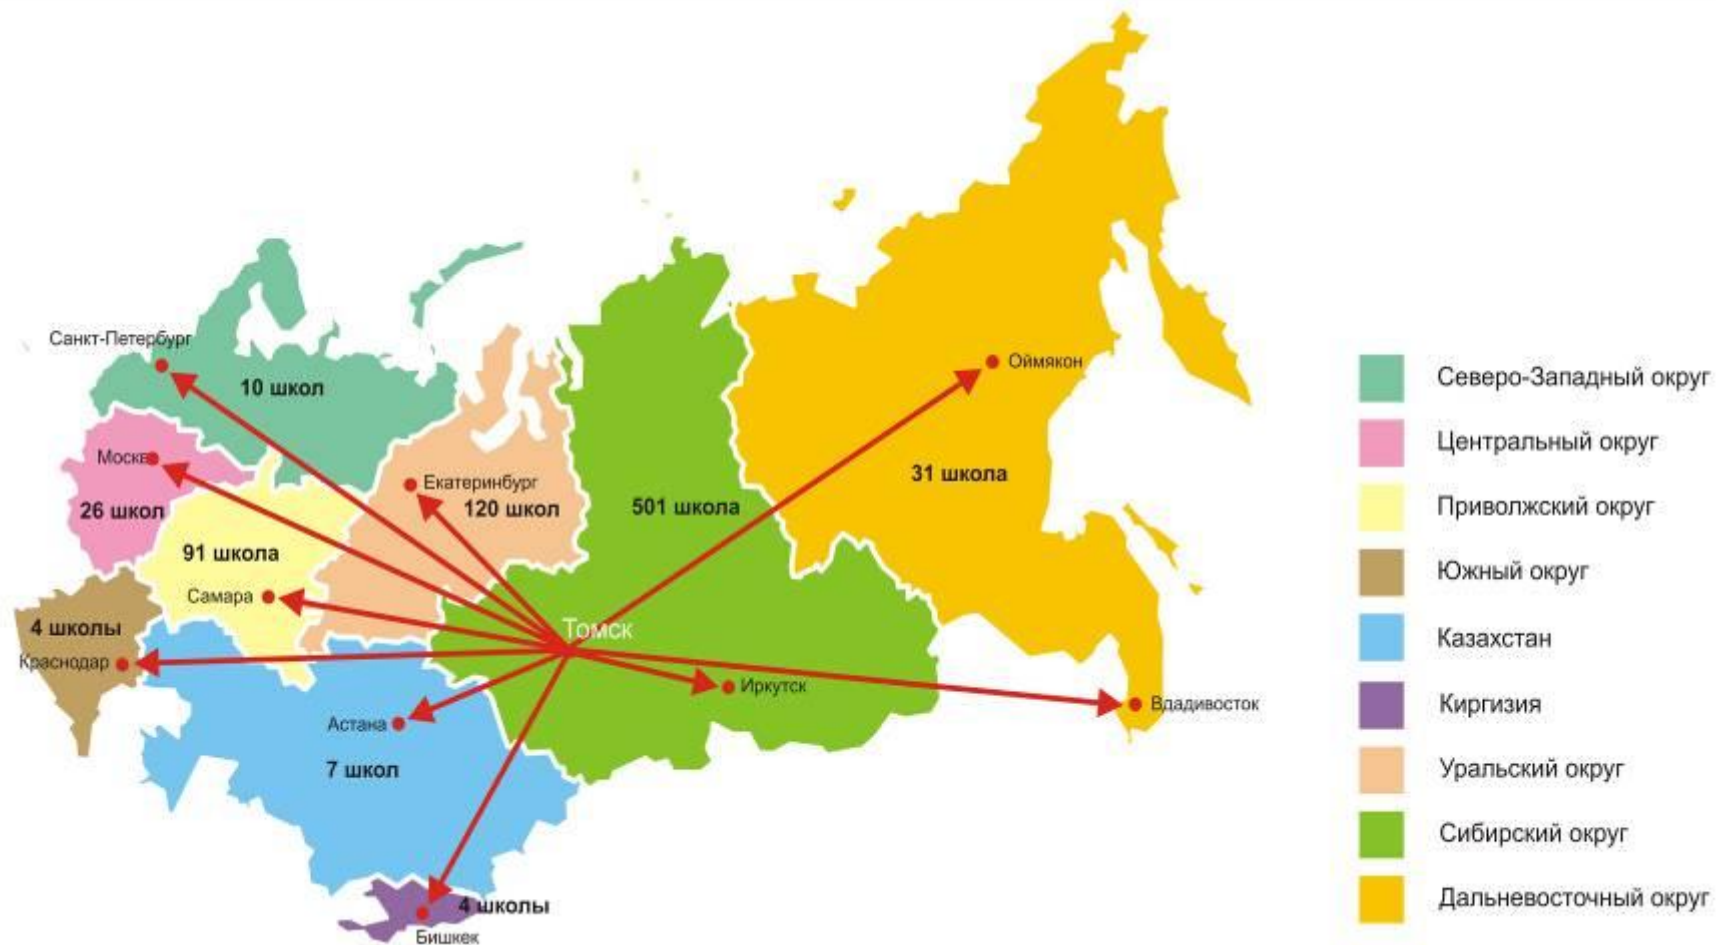 Санкт-Петербург
10 школ
Оймякон
Москва
Екатеринбург
26 школ
120 школ
501 школа
31 школа
91 школа
Самара
Томск
4 школы
Краснодар
Иркутск
Вдадивосток
Астана
7 школ
4 школы
Бишкек
Северо-Западный округ
Центральный округ
Приволжский округ
Южный округ
Казахстан
Киргизия
Уральский округ
Сибирский округ
Дальневосточный округ